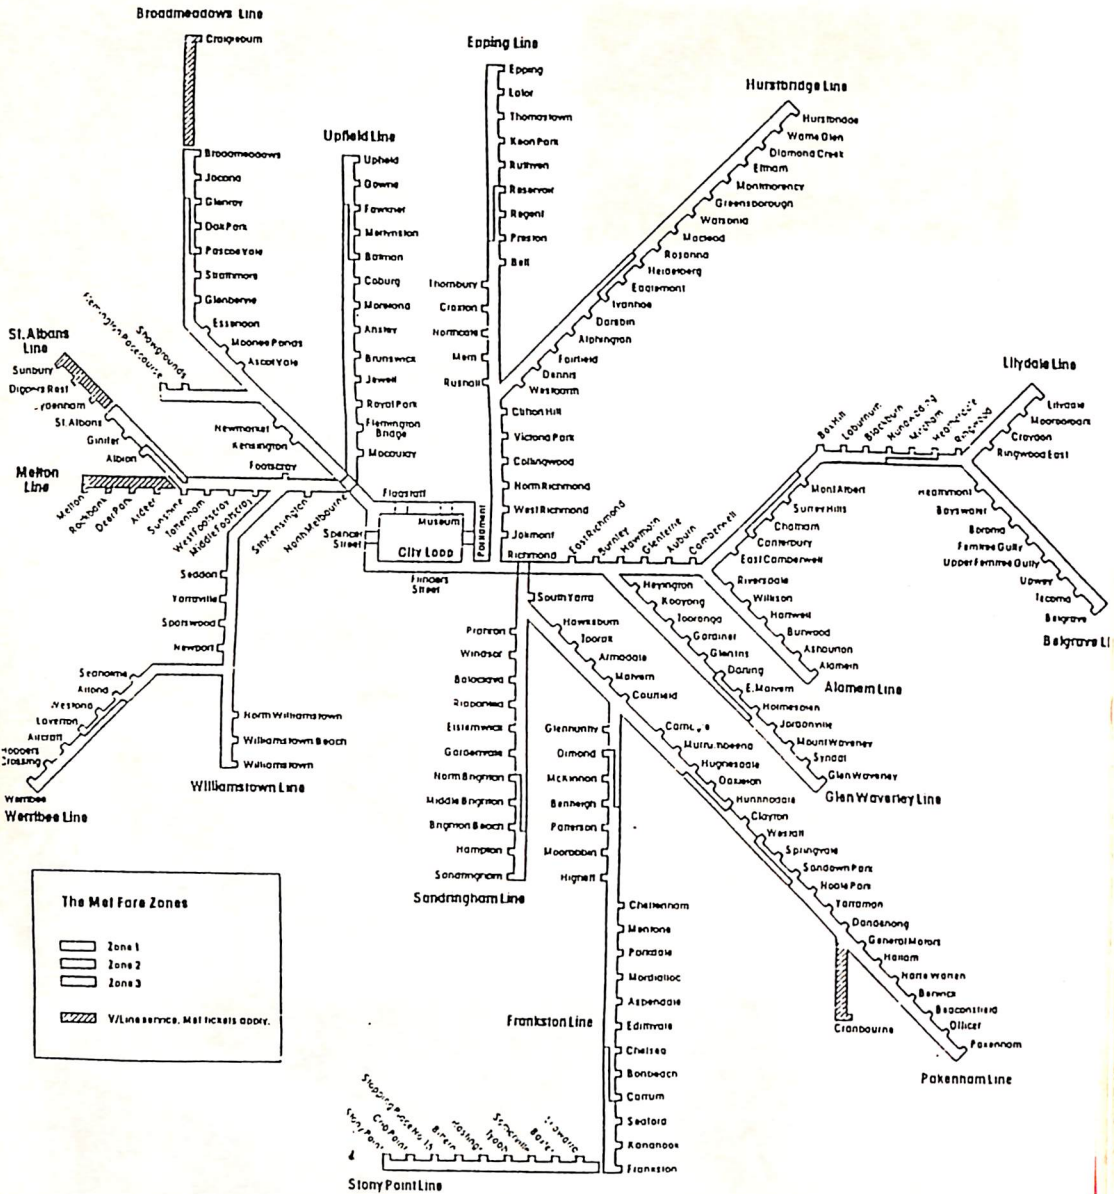 Broadmeadows Line
Craigieburn
Broadmeadows
Jacana
Glenroy
Oak Park
Pascoe Vale
Strathmore
Glenbervie
Essendon
Moonee Ponds
Ascot Vale
Showgrounds
Flemington Racecourse
Newmarket
Kensington
Upfield Line
Upfield
Gowrie
Fawkner
Merlynston
Batman
Coburg
Moreland
Anstey
Brunswick
Jewell
Royal Park
Flemington
Bridge
Macaulay
Epping Line
Epping
Lalor
Thomastown
Keon Park
Ruthven
Reservoir
Regent
Preston
Bell
Thornbury
Croxton
Northcote
Merri
Rushall
Hurstbridge Line
Hurstbridge
Diamond Creek
Eltham
Montmorency
Greensborough
Watsonia
Macleod
Rosanna
Heidelberg
Eaglemont
Ivanhoe
Darebin
Alphington
Fairfield
Dennis
Westgarth
Clifton Hill
Victoria Park
Collingwood
North Richmond
West Richmond
Jolimont
Richmond
St. Albans
Line
Sunbury
Diggers Rest
St. Albans
Ginifer
Albion
Melton
Line
Melton
Rockbank
Deer Park
Ardeer
Sunshine
Tottenham
West Footscray
Middle Footscray
Footscray
Sth Kensington
North Melbourne
Spencer
Street
Flagstaff
Museum
City Loop
Parliament
Flinders
Street
Seddon
Yarraville
Spotswood
Newport
Seaholme
Altona
Westona
Laverton
Aircraft
Hoppers
Crossing
Werribee
Werribee Line
North Williamstown
Williamstown Beach
Williamstown
Williamstown Line
East Richmond
Burnley
Hawthorn
Glenferrie
Auburn
Camberwell
East Camberwell
Canterbury
Chatham
Surrey Hills
Mont Albert
Box Hill
Laburnum
Blackburn
Nunawading
Mitcham
Heatherdale
Ringwood
Lilydale Line
Lilydale
Mooroolbark
Croydon
Ringwood East
Heathmont
Bayswater
Boronia
Ferntree Gully
Upper Ferntree Gully
Upwey
Tecoma
Belgrave
Belgrave Li
Riversdale
Willison
Hartwell
Burwood
Ashburton
Alamein
Alamein Line
Heyington
Kooyong
Tooronga
Gardiner
Glen Iris
Darling
E. Malvern
Holmesglen
Jordanville
Mount Waverley
Syndal
Glen Waverley
Glen Waverley Line
South Yarra
Prahran
Windsor
Balaclava
Ripponlea
Elsternwick
Gardenvale
North Brighton
Middle Brighton
Brighton Beach
Hampton
Sandringham
Sandringham Line
Hawksburn
Toorak
Armadale
Malvern
Caulfield
Carnegie
Murrumbeena
Hughesdale
Oakleigh
Huntingdale
Clayton
Westall
Springvale
Sandown Park
Noble Park
Yarraman
Dandenong
General Motors
Hallam
Narre Warren
Berwick
Beaconsfield
Officer
Pakenham
Pakenham Line
Cranbourne
Glenhuntly
Ormond
McKinnon
Bentleigh
Patterson
Moorabbin
Highett
Cheltenham
Mentone
Parkdale
Mordialloc
Aspendale
Edithvale
Chelsea
Bonbeach
Carrum
Seaford
Kananook
Frankston
Frankston Line
Stony Point
Crib Point
Bittern
Hastings
Tyabb
Somerville
Baxter
Stony Point Line
The Met Fare Zones
Zone 1
Zone 2
Zone 3
V/Line service, Met tickets apply.